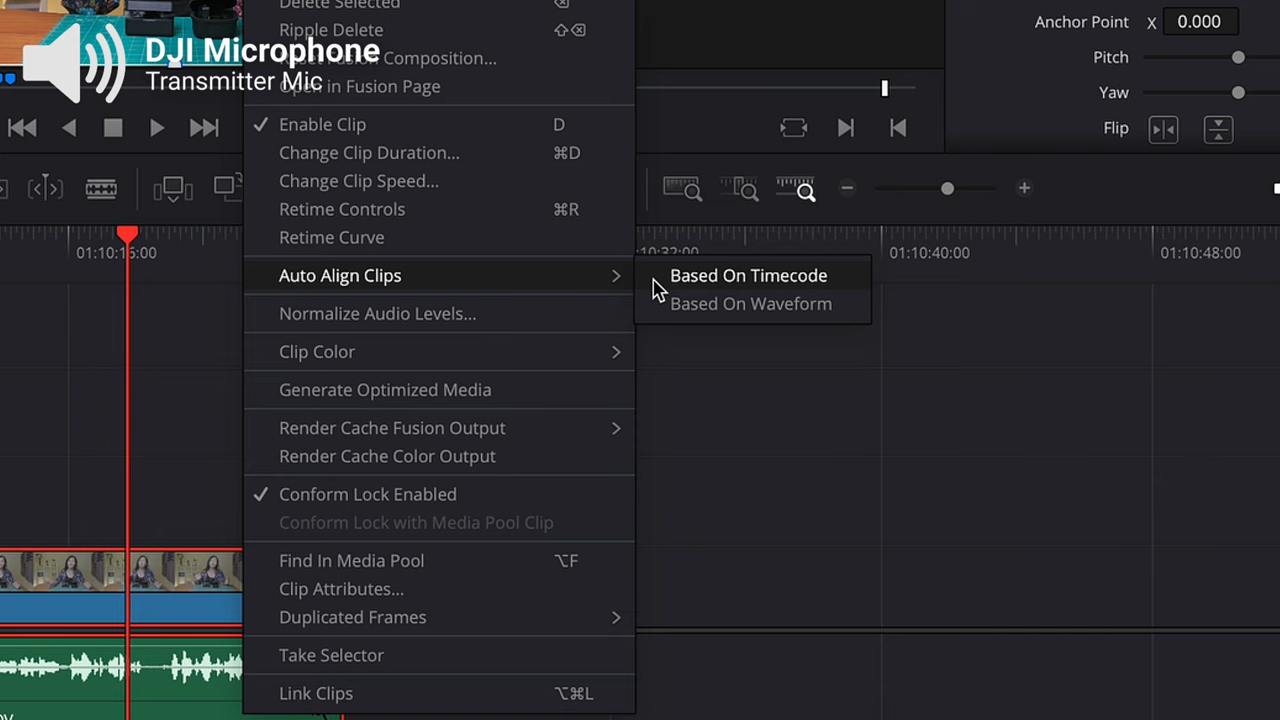 Delete Selected
Ripple Delete ⇧⌫
Fusion Composition...
Open in Fusion Page
DJI Microphone
Transmitter Mic
Enable Clip D
Change Clip Duration... ⌘D
Change Clip Speed...
Retime Controls ⌘R
Retime Curve
Auto Align Clips
Normalize Audio Levels...
Clip Color
Generate Optimized Media
Render Cache Fusion Output
Render Cache Color Output
Conform Lock Enabled
Conform Lock with Media Pool Clip
Find In Media Pool ⌥F
Clip Attributes...
Duplicated Frames
Take Selector
Link Clips ⌥⌘L
Based On Timecode
Based On Waveform
Anchor Point X 0.000
Pitch
Yaw
Flip
01:10:16:00
:10:32:00
01:10:40:00
01:10:48:00